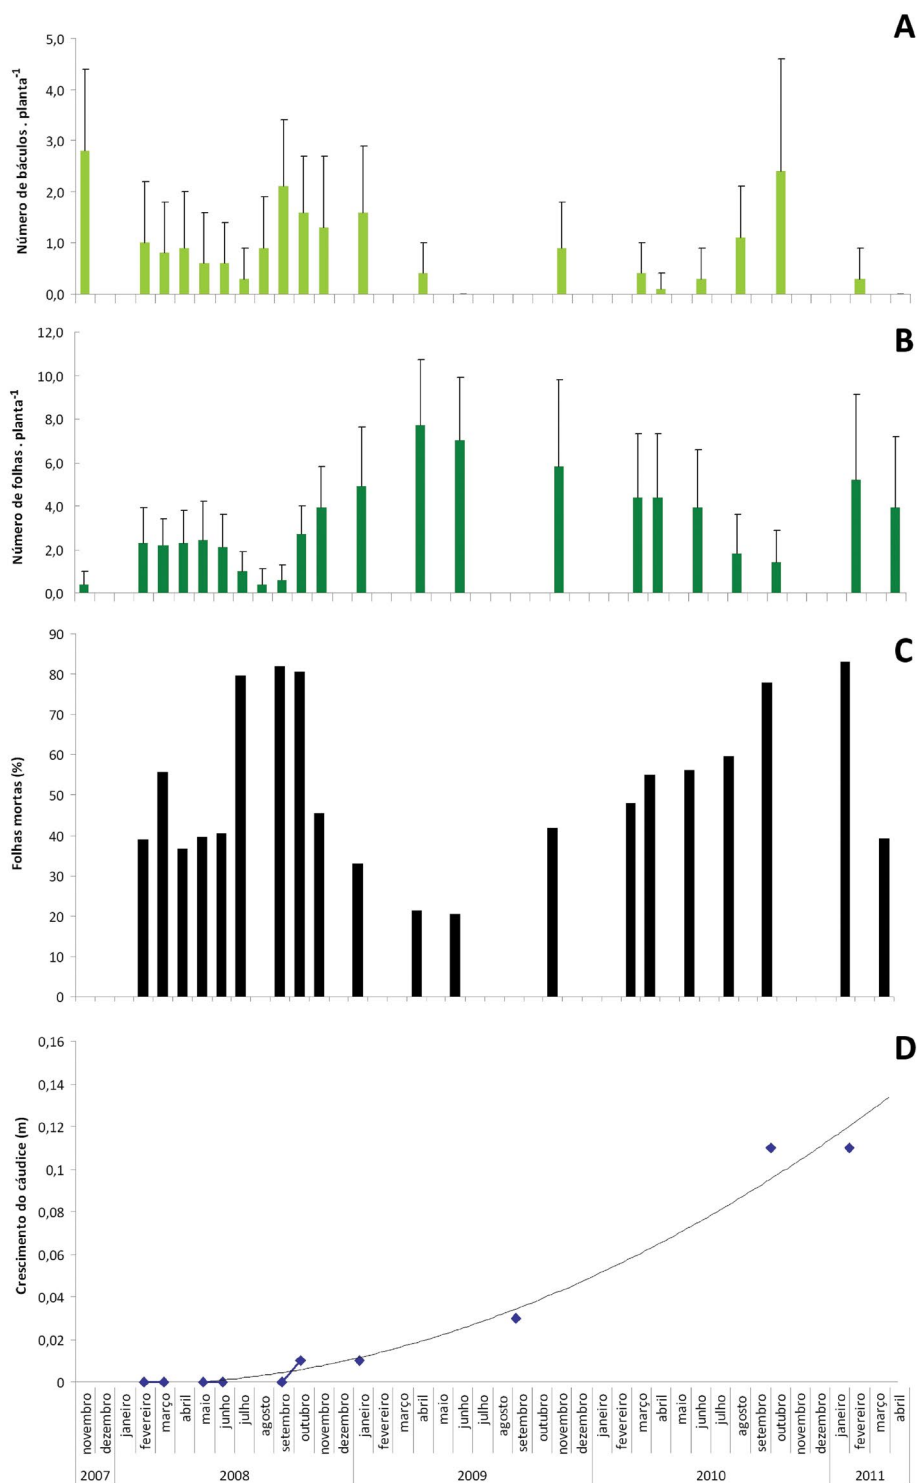 A
Número de báculos . planta⁻¹
5,0
4,0
3,0
2,0
1,0
0,0
B
Número de folhas . planta⁻¹
12,0
10,0
8,0
6,0
4,0
2,0
0,0
C
Folhas mortas (%)
90
80
70
60
50
40
30
20
10
0
D
Crescimento do cáudice (m)
0,16
0,14
0,12
0,1
0,08
0,06
0,04
0,02
0
novembro
dezembro
janeiro
fevereiro
março
abril
maio
junho
julho
agosto
setembro
outubro
novembro
dezembro
janeiro
fevereiro
março
abril
maio
junho
julho
agosto
setembro
outubro
novembro
dezembro
janeiro
fevereiro
março
abril
maio
junho
julho
agosto
setembro
outubro
novembro
dezembro
janeiro
fevereiro
março
abril
2007
2008
2009
2010
2011